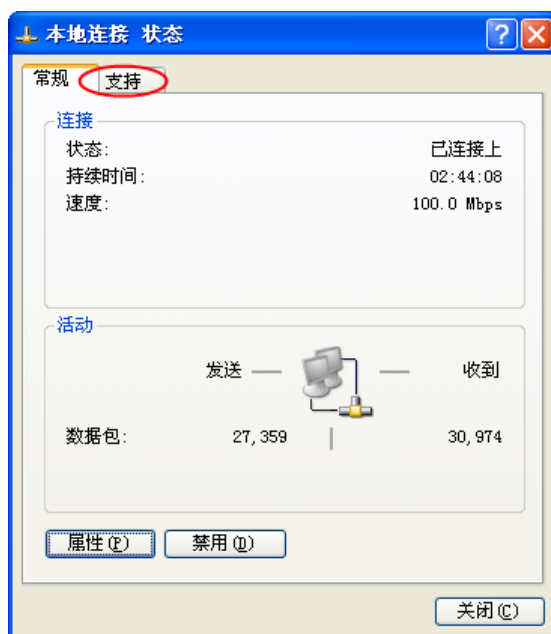 本地连接 状态
常规 支持
连接
状态: 已连接上
持续时间: 02:44:08
速度: 100.0 Mbps
活动
发送 — — 收到
数据包: 27,359 | 30,974
属性(P) 禁用(D)
关闭(C)